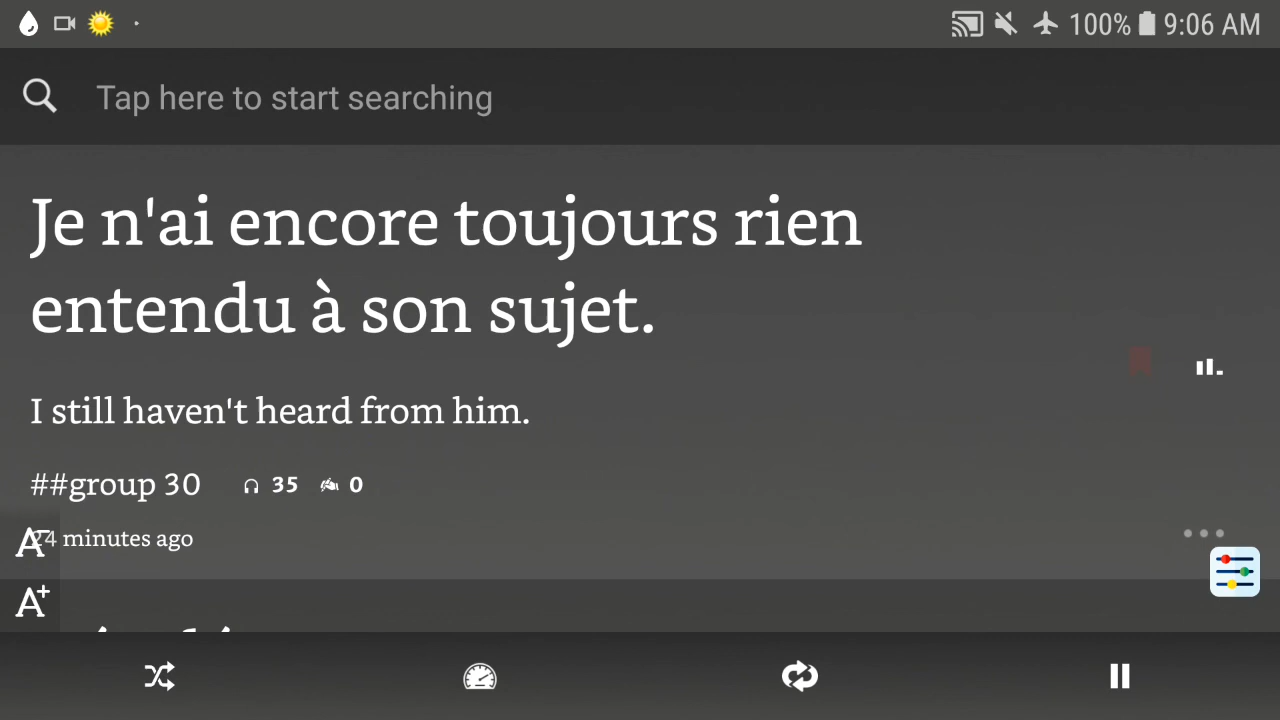 100% 9:06 AM
Tap here to start searching
Je n'ai encore toujours rien
entendu à son sujet.
I still haven't heard from him.
##group 30 35 0
24 minutes ago
A-
A+